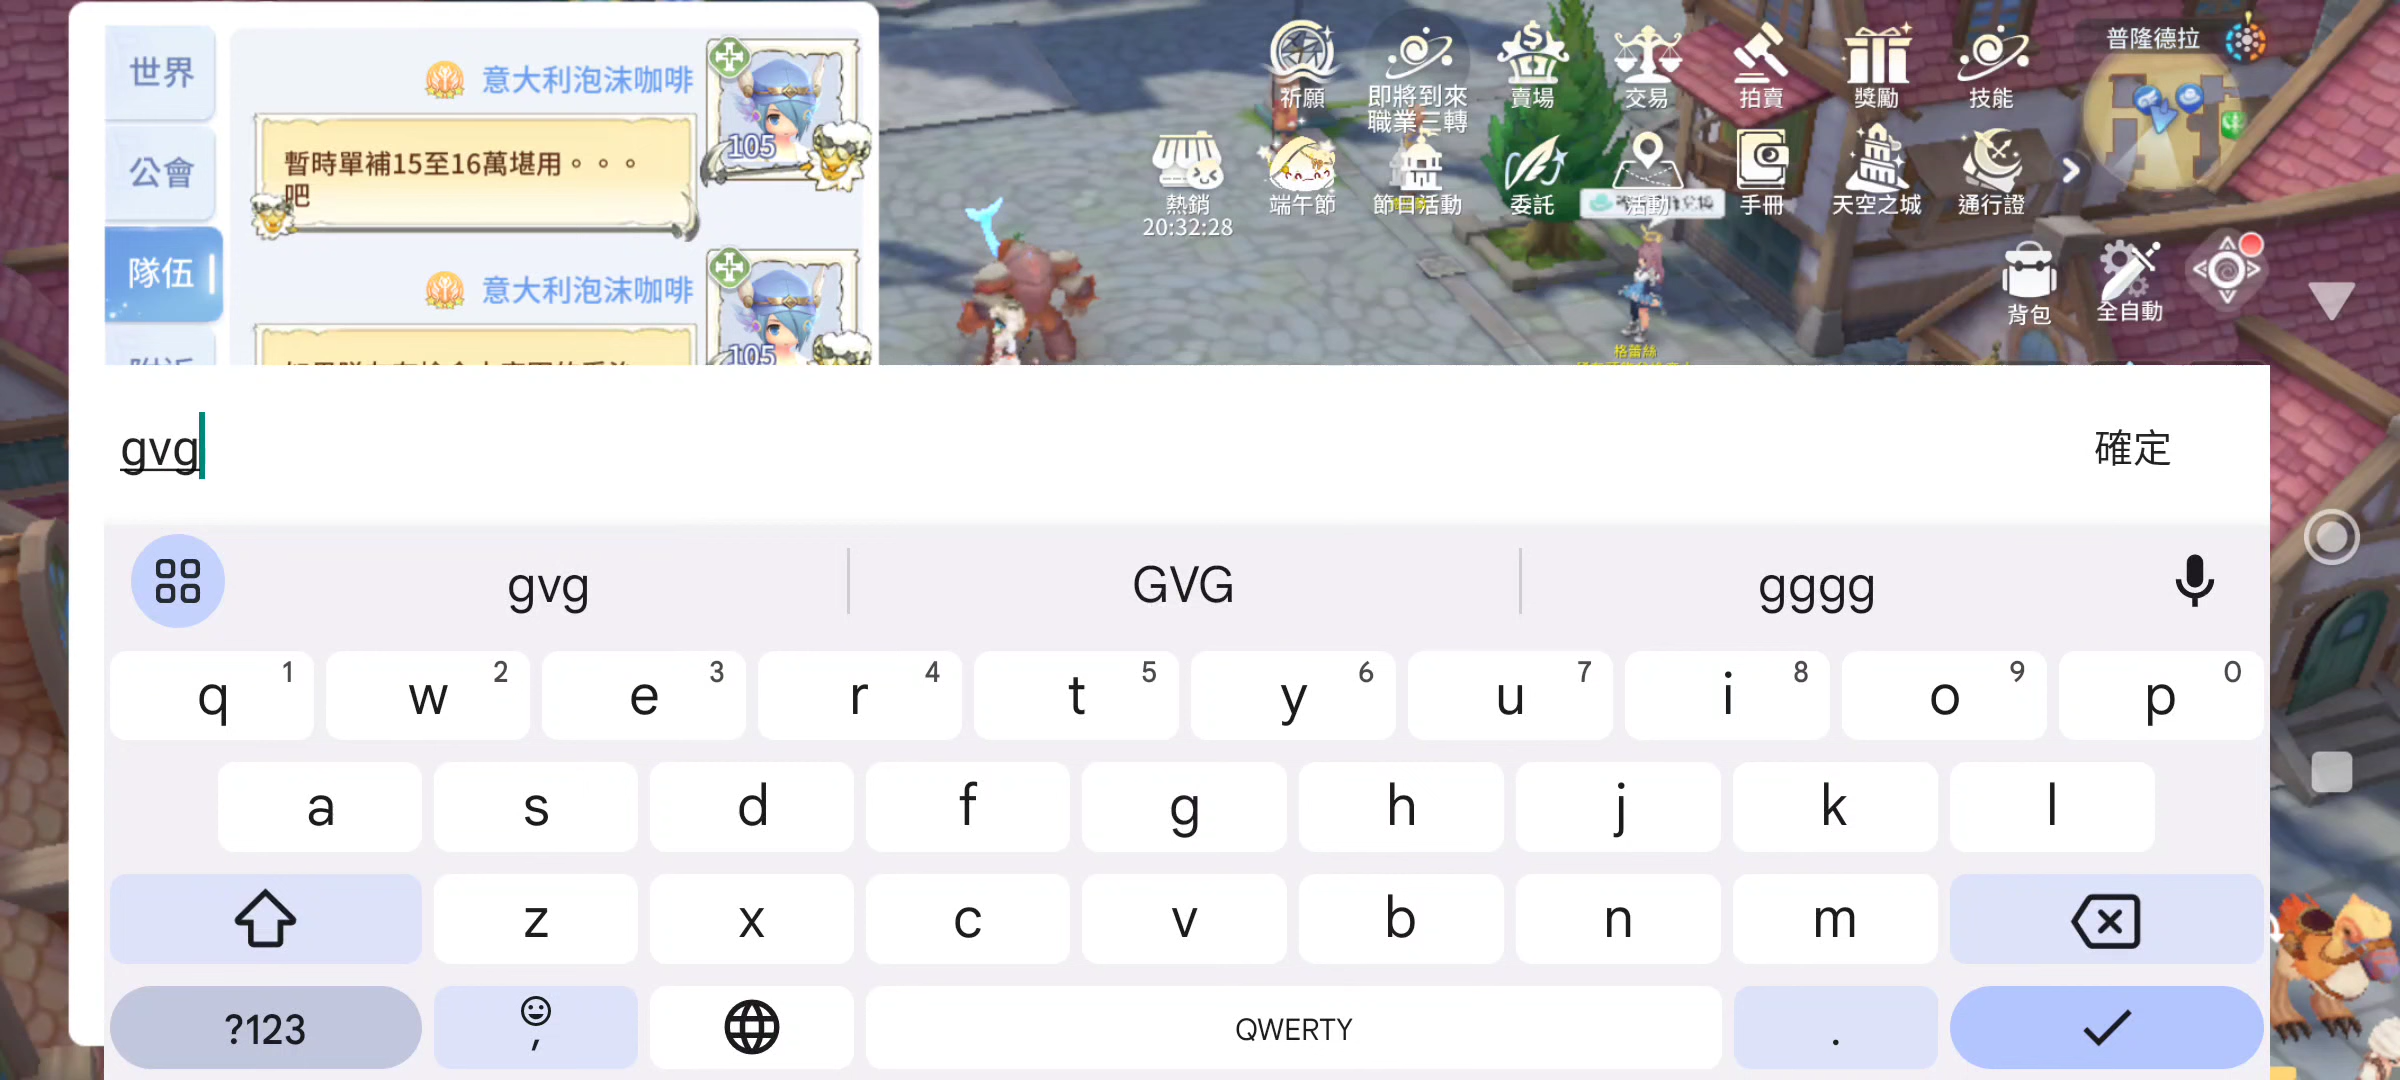 世界
公會
隊伍
意大利泡沫咖啡
105
暫時單補15至16萬堪用。。。
吧
意大利泡沫咖啡
105
祈願
即將到來
職業三轉
賣場
交易
拍賣
獎勵
技能
普隆德拉
熱銷
20:32:28
端午節
節日活動
委託
活動
手冊
天空之城
通行證
背包
全自動
格蕾絲
gvg
確定
gvg
GVG
gggg
q 1
w 2
e 3
r 4
t 5
y 6
u 7
i 8
o 9
p 0
a
s
d
f
g
h
j
k
l
z
x
c
v
b
n
m
?123
,
QWERTY
.